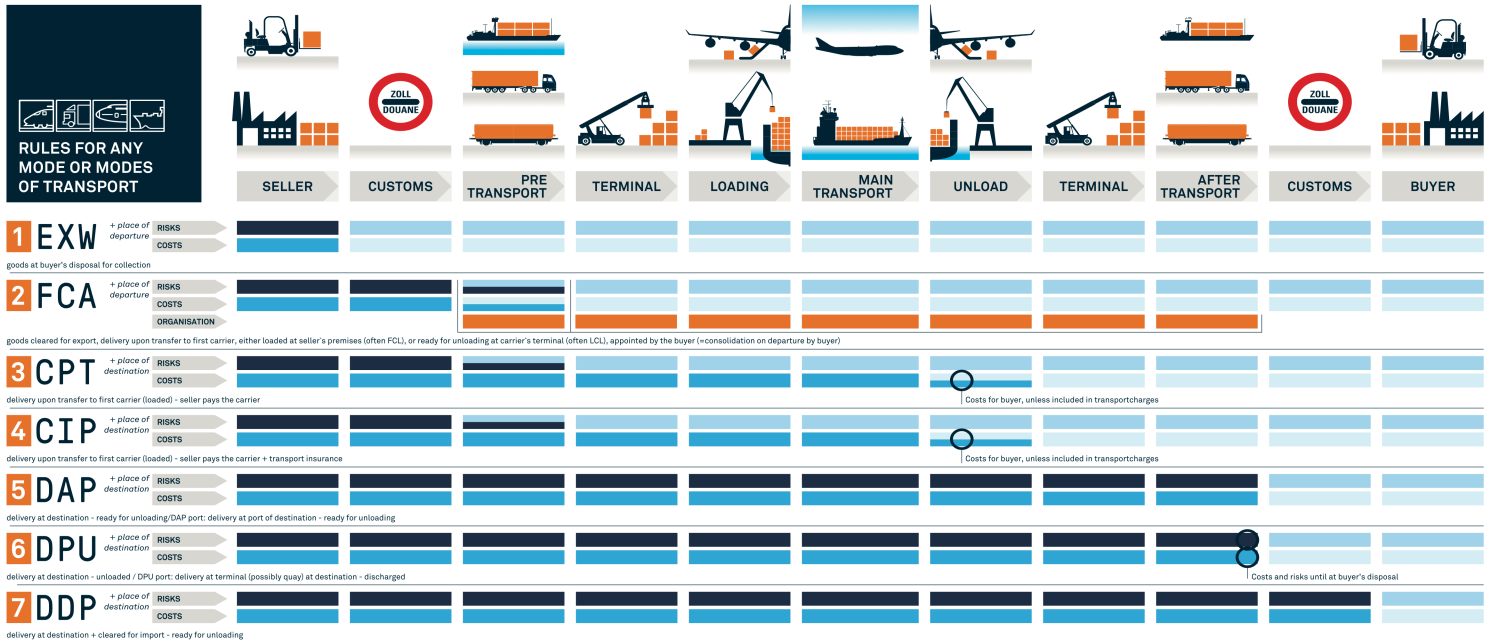 ZOLL
DOUANE
ZOLL
DOUANE
RULES FOR ANY
MODE OR MODES
OF TRANSPORT
SELLER
CUSTOMS
PRE
TRANSPORT
TERMINAL
LOADING
MAIN
TRANSPORT
UNLOAD
TERMINAL
AFTER
TRANSPORT
CUSTOMS
BUYER
1 EXW
+ place of
departure
RISKS
COSTS
goods at buyer's disposal for collection
2 FCA
+ place of
departure
RISKS
COSTS
ORGANISATION
goods cleared for export, delivery upon transfer to first carrier, either loaded at seller's premises (often FCL), or ready for unloading at carrier's terminal (often LCL), appointed by the buyer (=consolidation on departure by buyer)
3 CPT
+ place of
destination
RISKS
COSTS
delivery upon transfer to first carrier (loaded) - seller pays the carrier
Costs for buyer, unless included in transportcharges
4 CIP
+ place of
destination
RISKS
COSTS
delivery upon transfer to first carrier (loaded) - seller pays the carrier + transport insurance
Costs for buyer, unless included in transportcharges
5 DAP
+ place of
destination
RISKS
COSTS
delivery at destination - ready for unloading/DAP port: delivery at port of destination - ready for unloading
6 DPU
+ place of
destination
RISKS
COSTS
delivery at destination - unloaded / DPU port: delivery at terminal (possibly quay) at destination - discharged
Costs and risks until at buyer's disposal
7 DDP
+ place of
destination
RISKS
COSTS
delivery at destination + cleared for import - ready for unloading